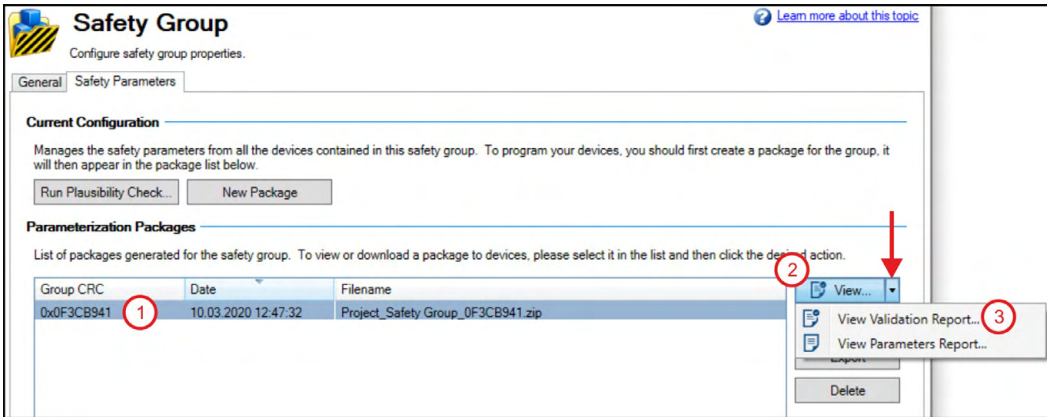 Safety Group
Learn more about this topic
Configure safety group properties.
General Safety Parameters
Current Configuration
Manages the safety parameters from all the devices contained in this safety group. To program your devices, you should first create a package for the group, it
will then appear in the package list below.
Run Plausibility Check... New Package
Parameterization Packages
List of packages generated for the safety group. To view or download a package to devices, please select it in the list and then click the desired action.
2
Group CRC Date Filename
View...
0x0F3CB941 1 10.03.2020 12:47:32 Project_Safety Group_0F3CB941.zip
View Validation Report... 3
View Parameters Report...
Export
Delete